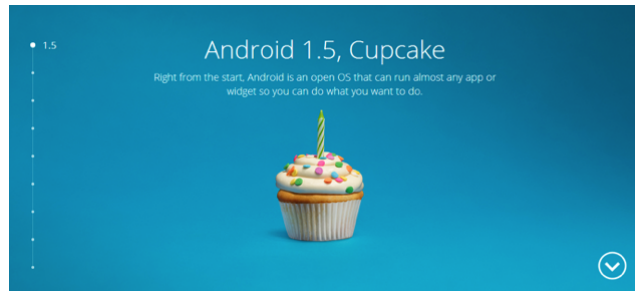 1.5
Android 1.5, Cupcake
Right from the start, Android is an open OS that can run almost any app or
widget so you can do what you want to do.